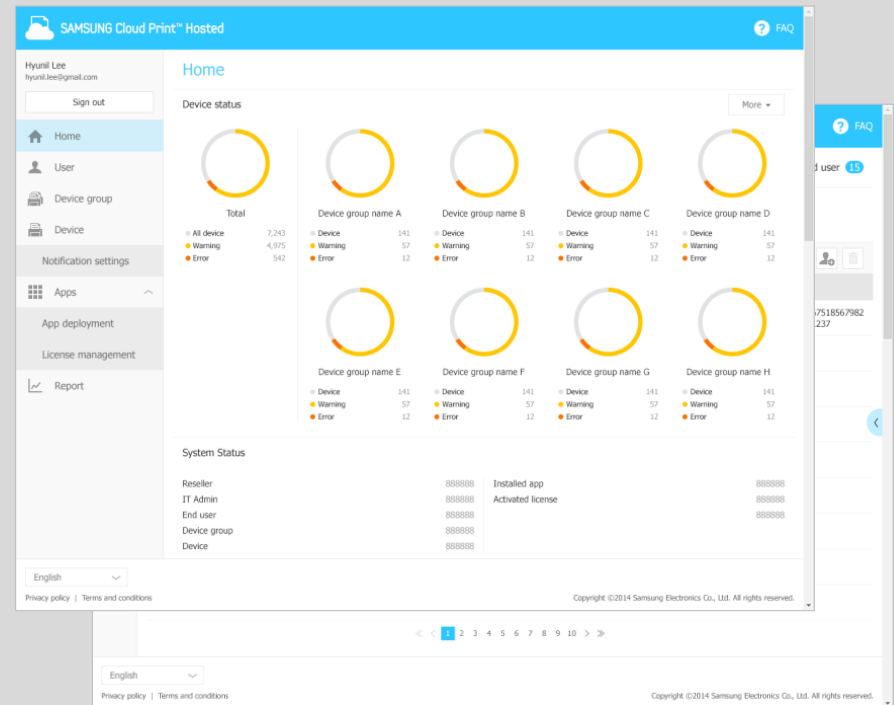 SAMSUNG Cloud Print™ Hosted
FAQ
Hyunil Lee
hyunil.lee@gmail.com
Sign out
Home
User
Device group
Device
Notification settings
Apps
App deployment
License management
Report
Home
Device status
More
Total
All device 7,243
Warning 4,975
Error 542
Device group name A
Device 141
Warning 57
Error 12
Device group name B
Device 141
Warning 57
Error 12
Device group name C
Device 141
Warning 57
Error 12
Device group name D
Device 141
Warning 57
Error 12
Device group name E
Device 141
Warning 57
Error 12
Device group name F
Device 141
Warning 57
Error 12
Device group name G
Device 141
Warning 57
Error 12
Device group name H
Device 141
Warning 57
Error 12
System Status
Reseller 888888
IT Admin 888888
End user 888888
Device group 888888
Device 888888
Installed app 888888
Activated license 888888
888888
English
Privacy policy | Terms and conditions
Copyright ©2014 Samsung Electronics Co., Ltd. All rights reserved.
FAQ
user 15
7518567982
237
1 2 3 4 5 6 7 8 9 10
English
Privacy policy | Terms and conditions
Copyright ©2014 Samsung Electronics Co., Ltd. All rights reserved.